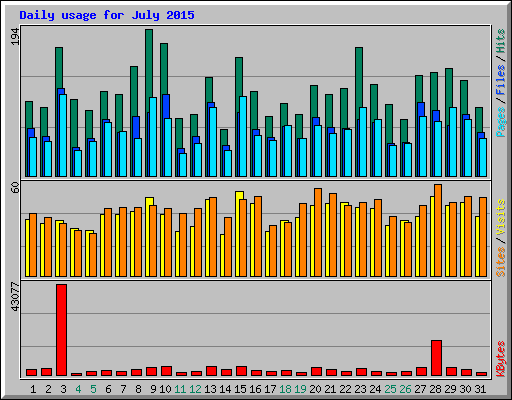 Daily usage for July 2015
194
Pages/Files/Hits
60
Sites/Visits
43077
KBytes
1 2 3 4 5 6 7 8 9 10 11 12 13 14 15 16 17 18 19 20 21 22 23 24 25 26 27 28 29 30 31